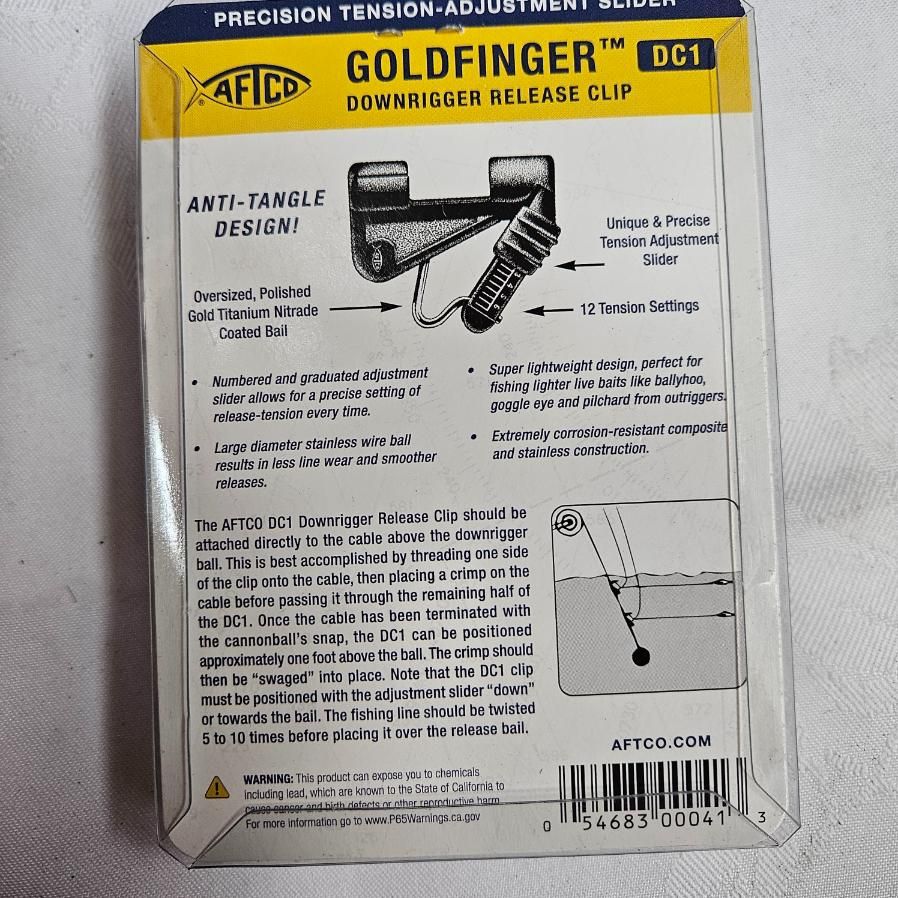 PRECISION TENSION-ADJUSTMENT SLIDER
AFTCO
®
GOLDFINGER™ DC1
DOWNRIGGER RELEASE CLIP
ANTI-TANGLE
DESIGN!
Unique & Precise
Tension Adjustment
Slider
Oversized, Polished
Gold Titanium Nitrade
Coated Bail
12 Tension Settings
• Numbered and graduated adjustment
slider allows for a precise setting of
release-tension every time.
• Large diameter stainless wire ball
results in less line wear and smoother
releases.
• Super lightweight design, perfect for
fishing lighter live baits like ballyhoo,
goggle eye and pilchard from outriggers.
• Extremely corrosion-resistant composite
and stainless construction.
The AFTCO DC1 Downrigger Release Clip should be
attached directly to the cable above the downrigger
ball. This is best accomplished by threading one side
of the clip onto the cable, then placing a crimp on the
cable before passing it through the remaining half of
the DC1. Once the cable has been terminated with
the cannonball's snap, the DC1 can be positioned
approximately one foot above the ball. The crimp should
then be “swaged” into place. Note that the DC1 clip
must be positioned with the adjustment slider “down”
or towards the ball. The fishing line should be twisted
5 to 10 times before placing it over the release bail.
AFTCO.COM
WARNING: This product can expose you to chemicals
including lead, which are known to the State of California to
cause cancer and birth defects or other reproductive harm.
For more information go to www.P65Warnings.ca.gov
0 54683 00041 3